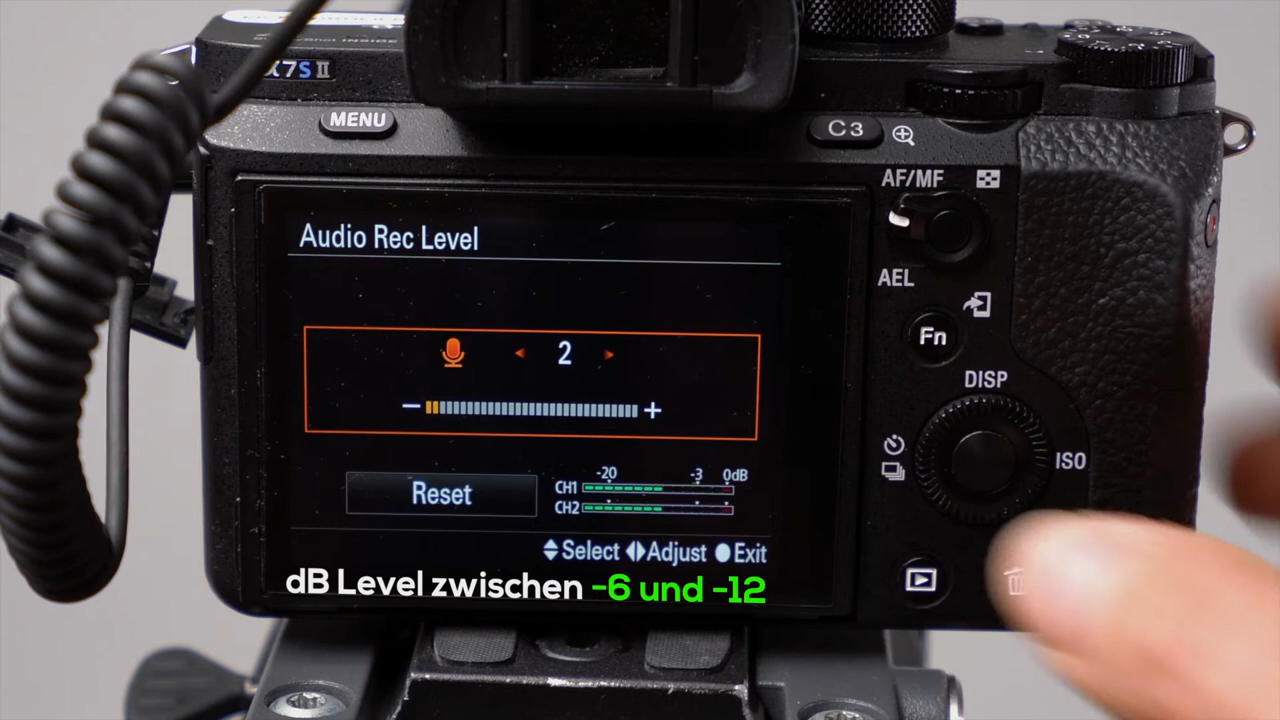 α7SII
MENU
C3
AF/MF
Audio Rec Level
AEL
2
Fn
− +
DISP
-20 -3 0dB
ISO
Reset
CH1
CH2
Select Adjust Exit
dB Level zwischen -6 und -12